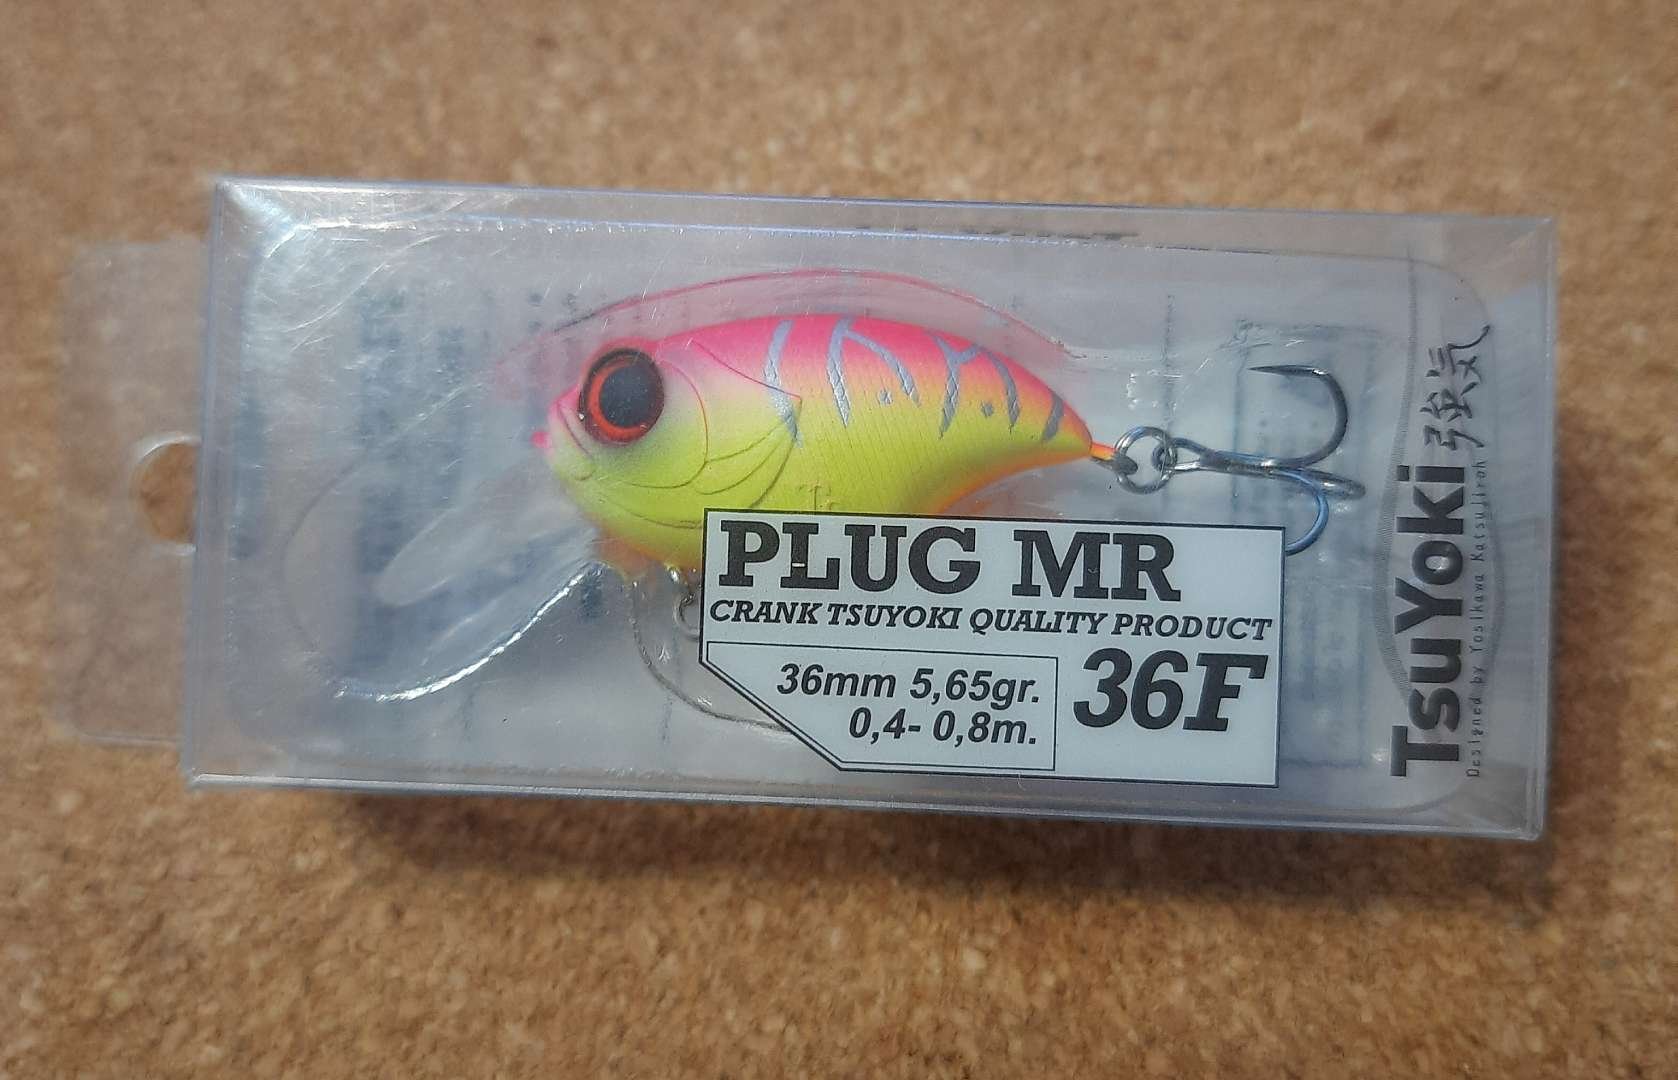 PLUG MR
CRANK TSUYOKI QUALITY PRODUCT
36mm 5,65gr.
0,4- 0,8m.
36F
TsuYoki 強気
Designed by Yosikawa Katsujiroh